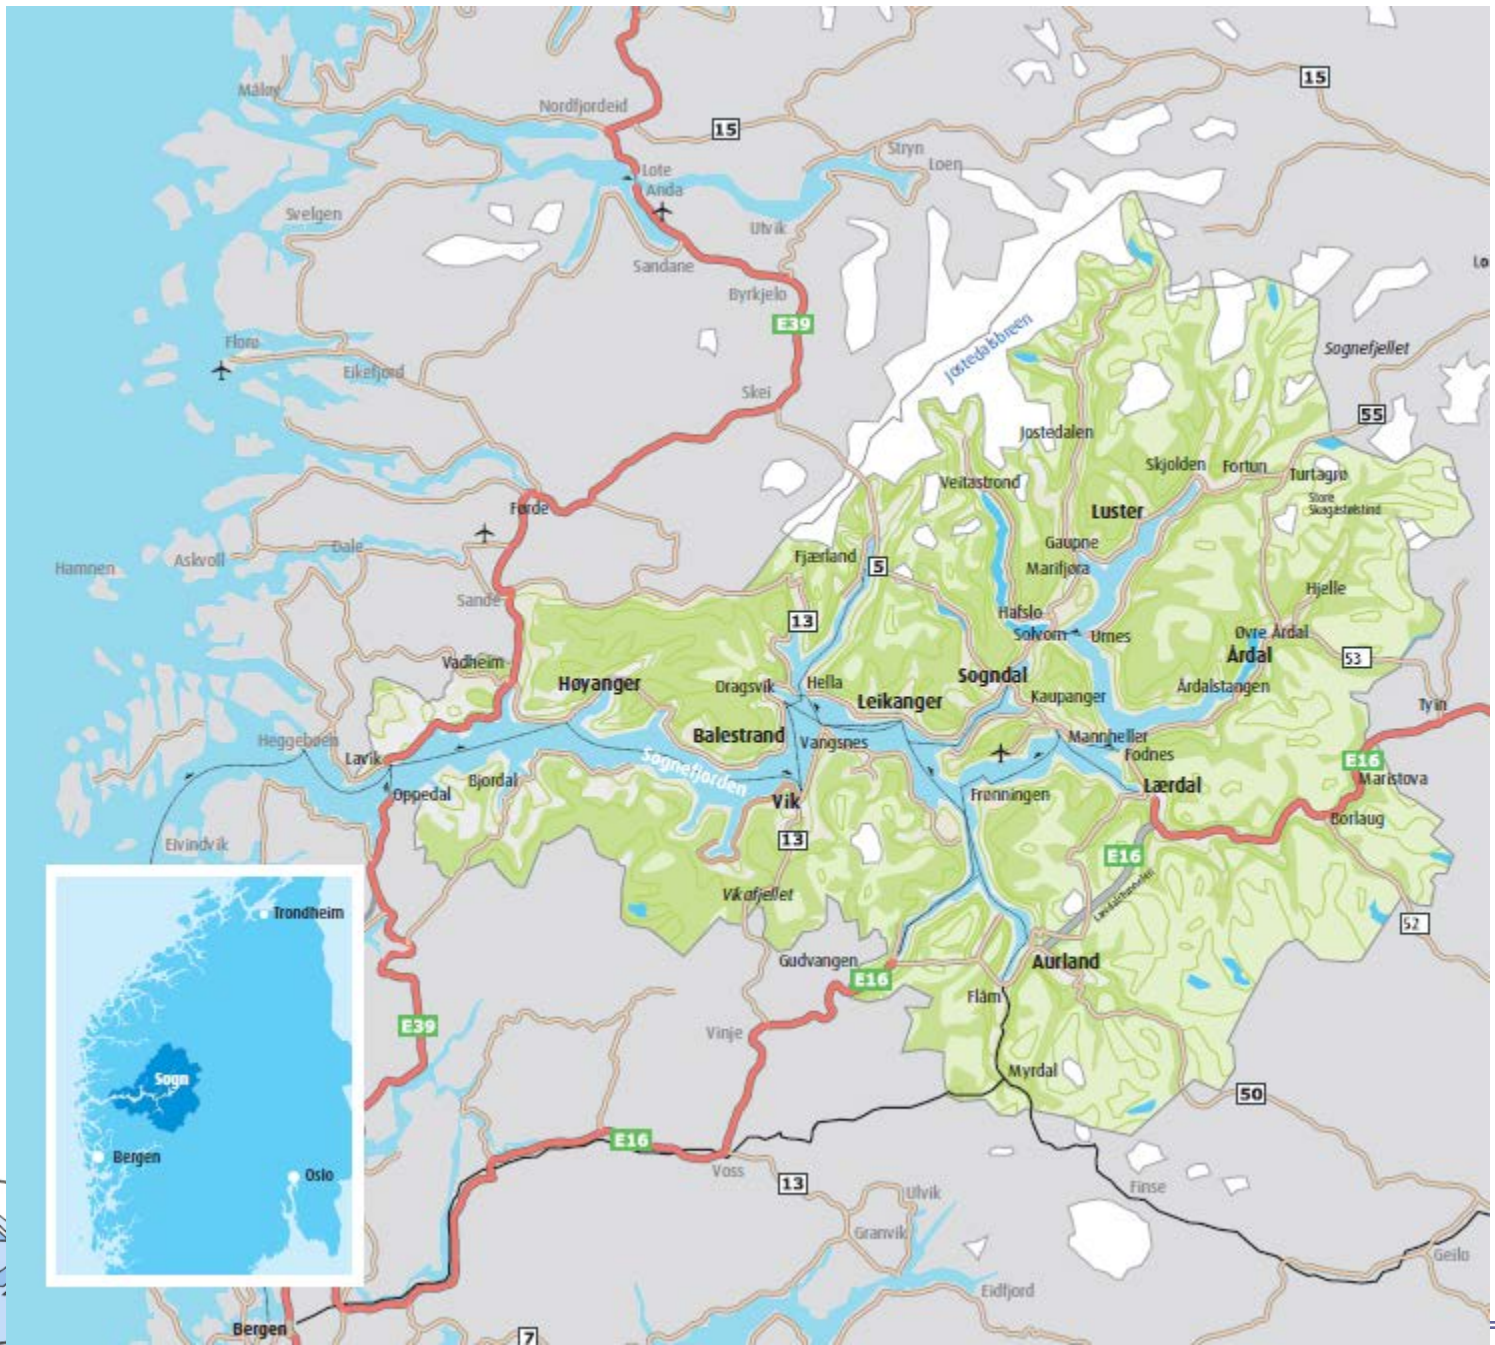 15
Måløy
Nordfjordeid
15
Stryn
Loen
Lote
Anda
Svelgen
Utvik
Sandane
Byrkjelo
E39
Jostedalsbreen
Sognefjellet
Florø
Eikefjord
Skei
55
Jostedalen
Skjolden
Fortun
Turtagrø
Veitastrond
Store
Skagastølstind
Førde
Luster
Dale
Askvoll
Hamnen
Gaupne
Fjærland
5
Marifjøra
Hjelle
Sande
Hafslo
13
Solvorn
Urnes
Øvre Årdal
Årdal
53
Vadheim
Høyanger
Dragsvik
Hella
Sogndal
Leikanger
Kaupanger
Årdalstangen
Tyin
Heggebøen
Lavik
Balestrand
Vangsnes
Mannheller
Fodnes
E16
Maristova
Sognefjorden
Bjordal
Oppedal
Vik
Frønningen
Lærdal
Borlaug
Eivindvik
13
E16
Lærdalstunnelen
Vikafjellet
52
Gudvangen
E16
Aurland
Flåm
E39
Vinje
Myrdal
50
E16
Voss
13
Ulvik
Finse
Granvik
Geilo
Eidfjord
Bergen
7
Trondheim
Sogn
Bergen
Oslo